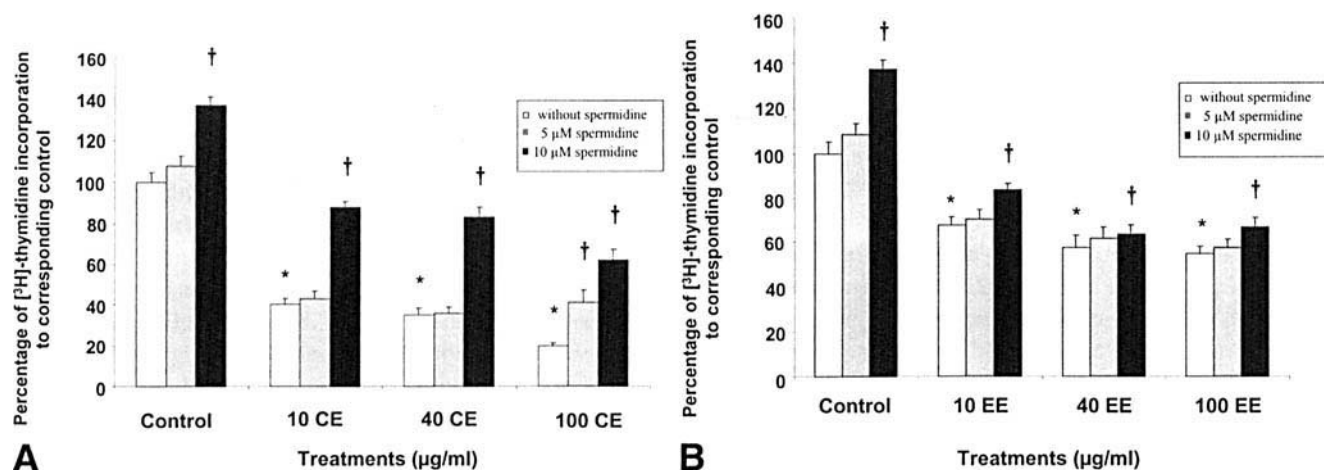 Percentage of [³H]-thymidine incorporation
to corresponding control
160
140
120
100
80
60
40
20
0
†
*
†
*
†
*
†
†
without spermidine
5 µM spermidine
10 µM spermidine
Control
10 CE
40 CE
100 CE
Treatments (µg/ml)
A
Percentage of [³H]-thymidine incorporation
to corresponding control
160
140
120
100
80
60
40
20
0
†
*
†
*
†
*
†
without spermidine
5 µM spermidine
10 µM spermidine
Control
10 EE
40 EE
100 EE
Treatments (µg/ml)
B